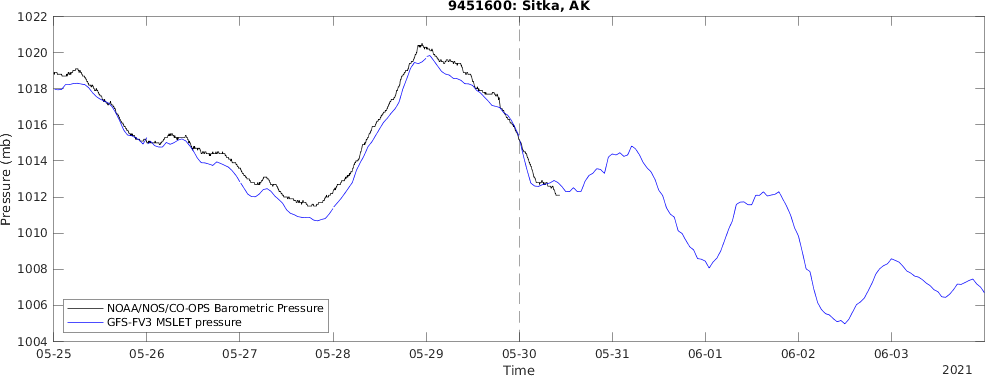 9451600: Sitka, AK
Pressure (mb)
1022
1020
1018
1016
1014
1012
1010
1008
1006
1004
NOAA/NOS/CO-OPS Barometric Pressure
GFS-FV3 MSLET pressure
05-25 05-26 05-27 05-28 05-29 05-30 05-31 06-01 06-02 06-03
Time
2021